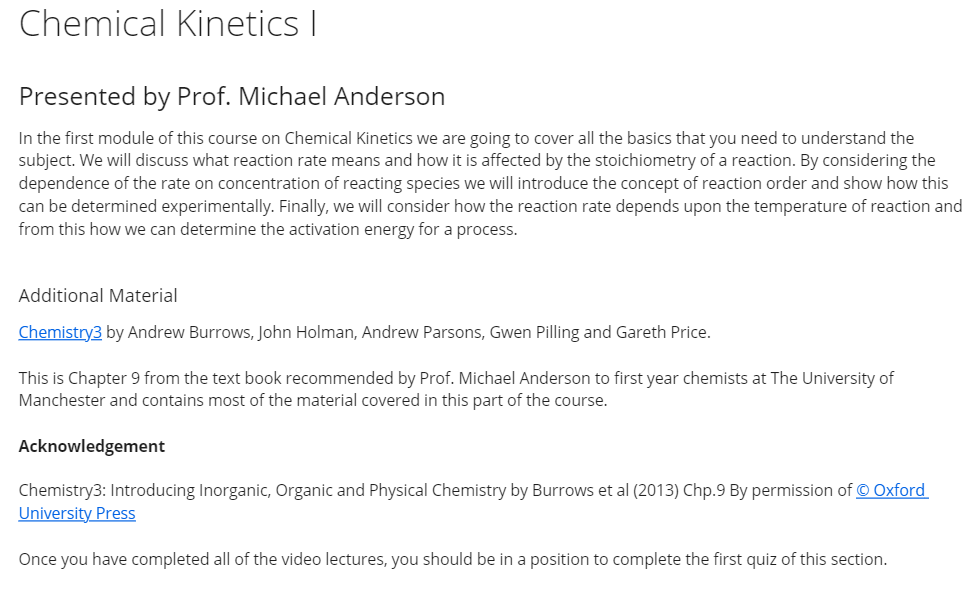 Chemical Kinetics I
Presented by Prof. Michael Anderson
In the first module of this course on Chemical Kinetics we are going to cover all the basics that you need to understand the
subject. We will discuss what reaction rate means and how it is affected by the stoichiometry of a reaction. By considering the
dependence of the rate on concentration of reacting species we will introduce the concept of reaction order and show how this
can be determined experimentally. Finally, we will consider how the reaction rate depends upon the temperature of reaction and
from this how we can determine the activation energy for a process.
Additional Material
Chemistry3 by Andrew Burrows, John Holman, Andrew Parsons, Gwen Pilling and Gareth Price.
This is Chapter 9 from the text book recommended by Prof. Michael Anderson to first year chemists at The University of
Manchester and contains most of the material covered in this part of the course.
Acknowledgement
Chemistry3: Introducing Inorganic, Organic and Physical Chemistry by Burrows et al (2013) Chp.9 By permission of © Oxford
University Press
Once you have completed all of the video lectures, you should be in a position to complete the first quiz of this section.